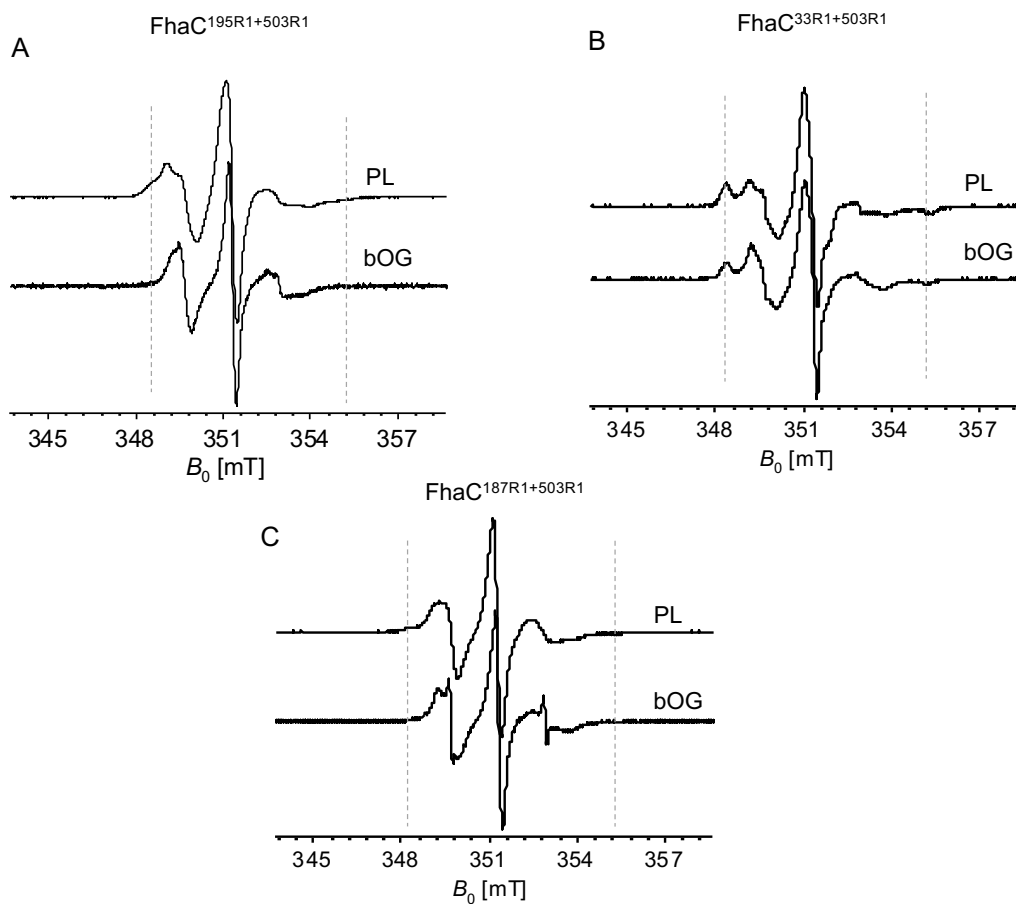 FhaC195R1+503R1
A
PL
bOG
345 348 351 354 357
B0 [mT]
FhaC33R1+503R1
B
PL
bOG
345 348 351 354 357
B0 [mT]
FhaC187R1+503R1
C
PL
bOG
345 348 351 354 357
B0 [mT]